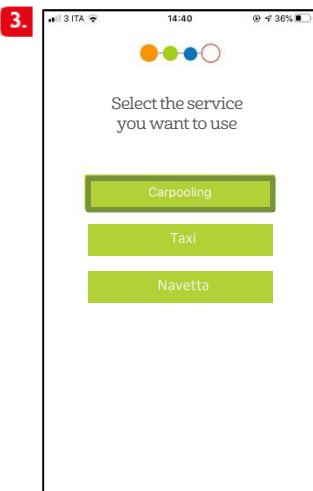 3.
3 ITA 14:40 36%
Select the service
you want to use
Carpooling
Taxi
Navetta